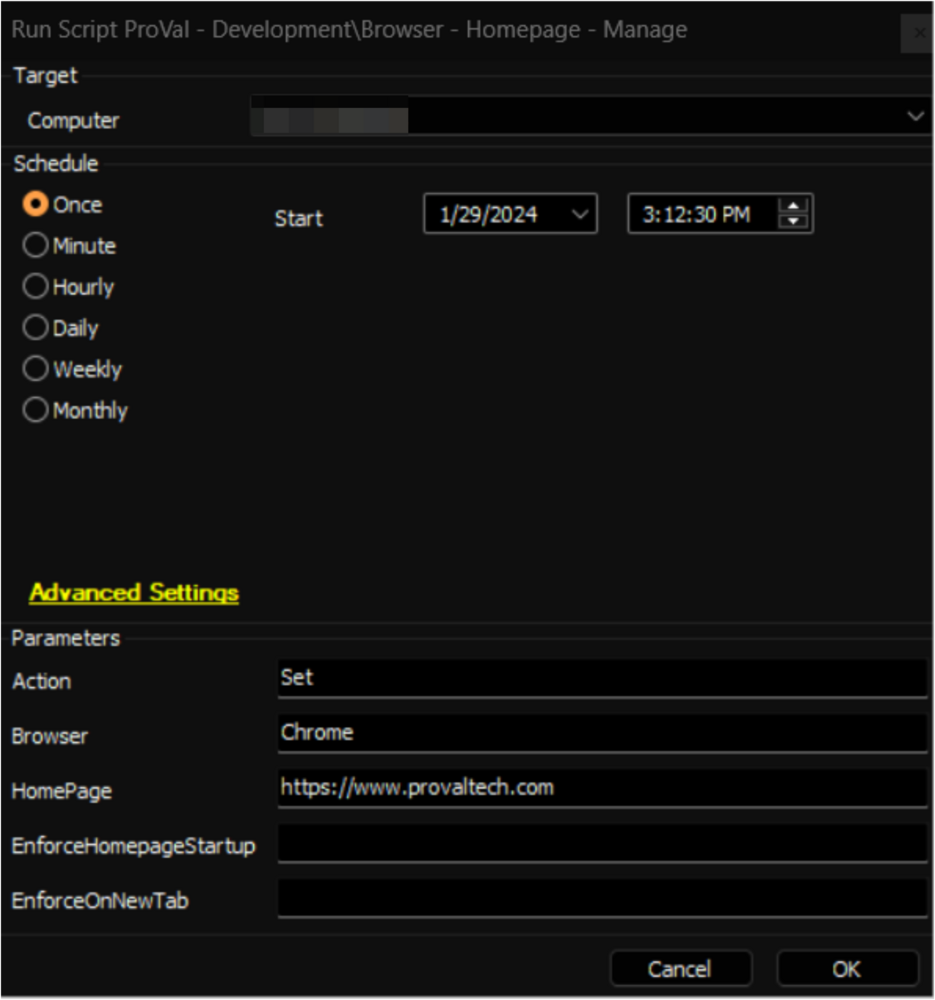 Run Script ProVal - Development\Browser - Homepage - Manage
Target
Computer
Schedule
Once
Start
1/29/2024
3:12:30 PM
Minute
Hourly
Daily
Weekly
Monthly
Advanced Settings
Parameters
Action
Set
Browser
Chrome
HomePage
https://www.provaltech.com
EnforceHomepageStartup
EnforceOnNewTab
Cancel
OK